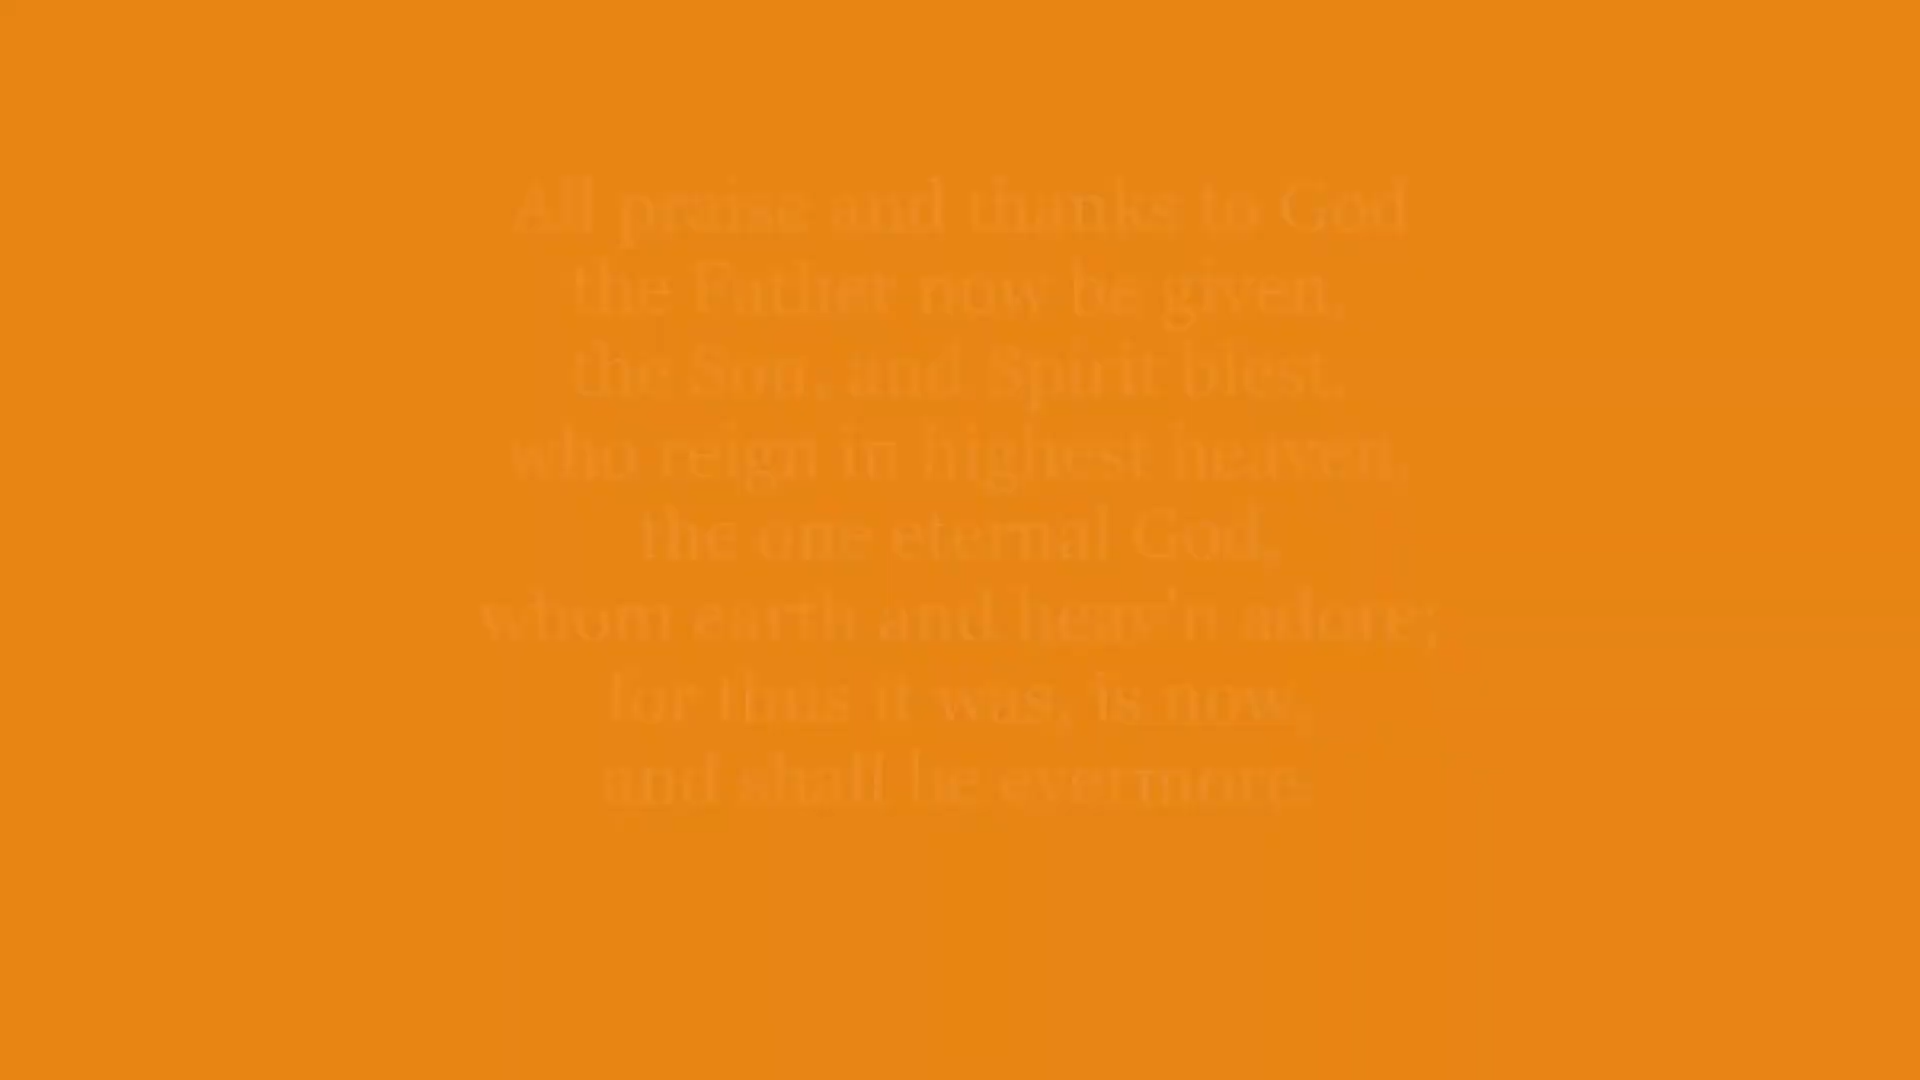 All praise and thanks to God
the Father now be given,
the Son, and Spirit blest,
who reign in highest heaven,
the one eternal God,
whom earth and heav'n adore;
for thus it was, is now,
and shall be evermore.